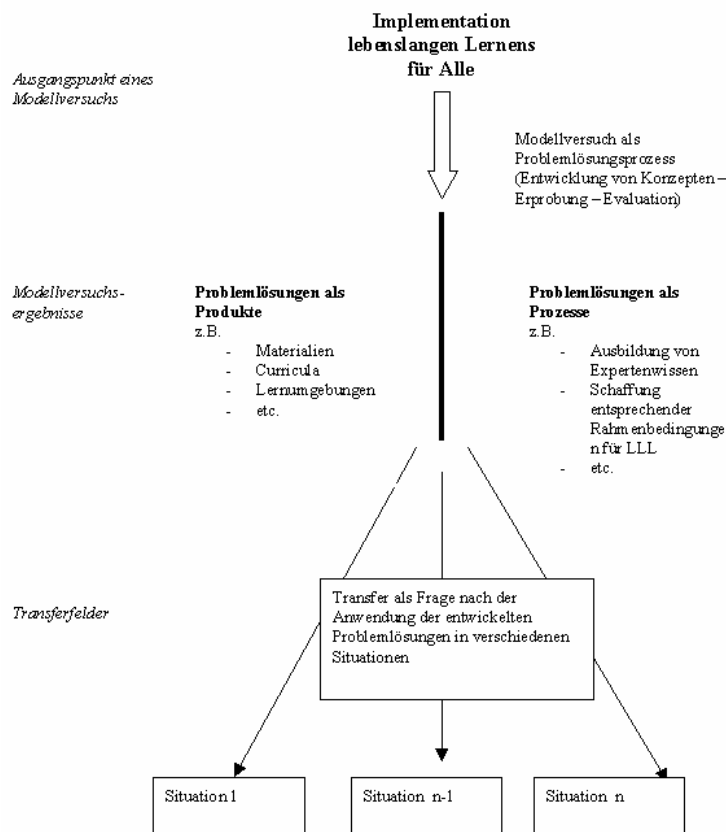 Implementation
lebenslangen Lernens
für Alle
Ausgangspunkt eines
Modellversuchs
Modellversuch als
Problemlösungsprozess
(Entwicklung von Konzepten –
Erprobung – Evaluation)
Modellversuchs-
ergebnisse
Problemlösungen als
Produkte
z.B.
- Materialien
- Curricula
- Lernumgebungen
- etc.
Problemlösungen als
Prozesse
z.B.
- Ausbildung von
Expertenwissen
- Schaffung
entsprechender
Rahmenbedingunge
n für LLL
- etc.
Transferfelder
Transfer als Frage nach der
Anwendung der entwickelten
Problemlösungen in verschiedenen
Situationen
Situation 1
Situation n-1
Situation n